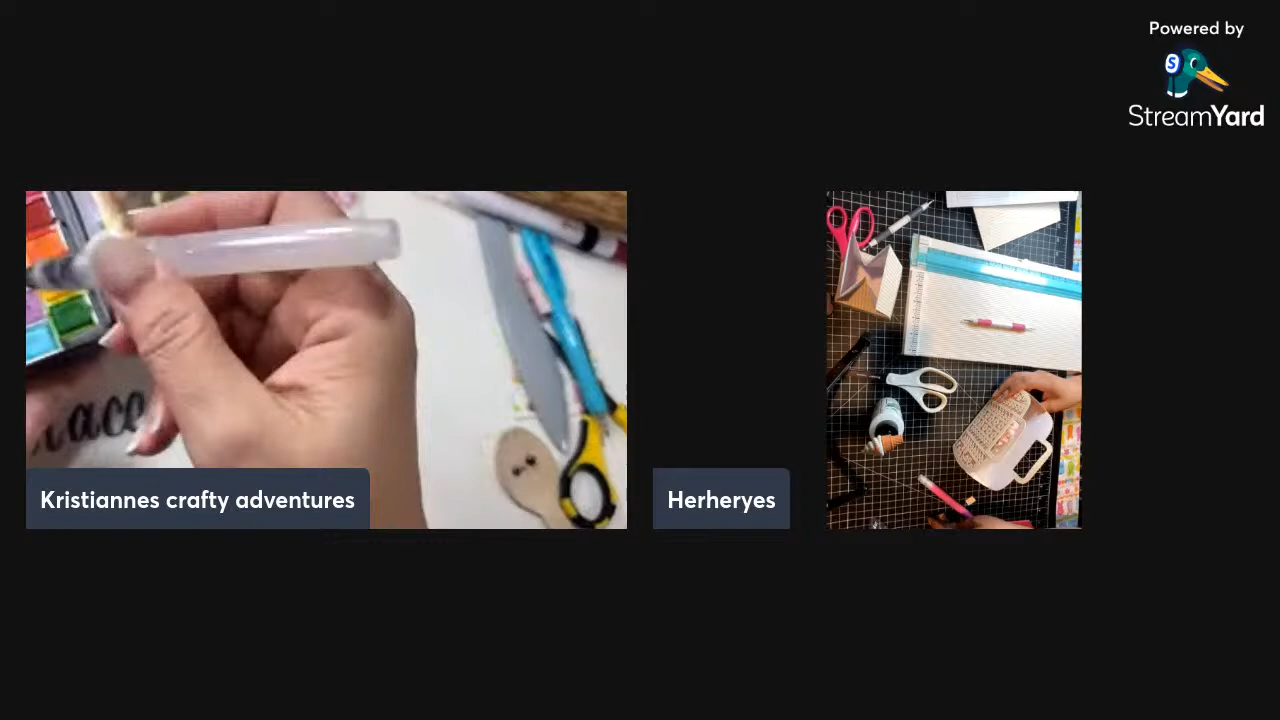 Powered by
S
StreamYard
Kristiannes crafty adventures
Herheryes